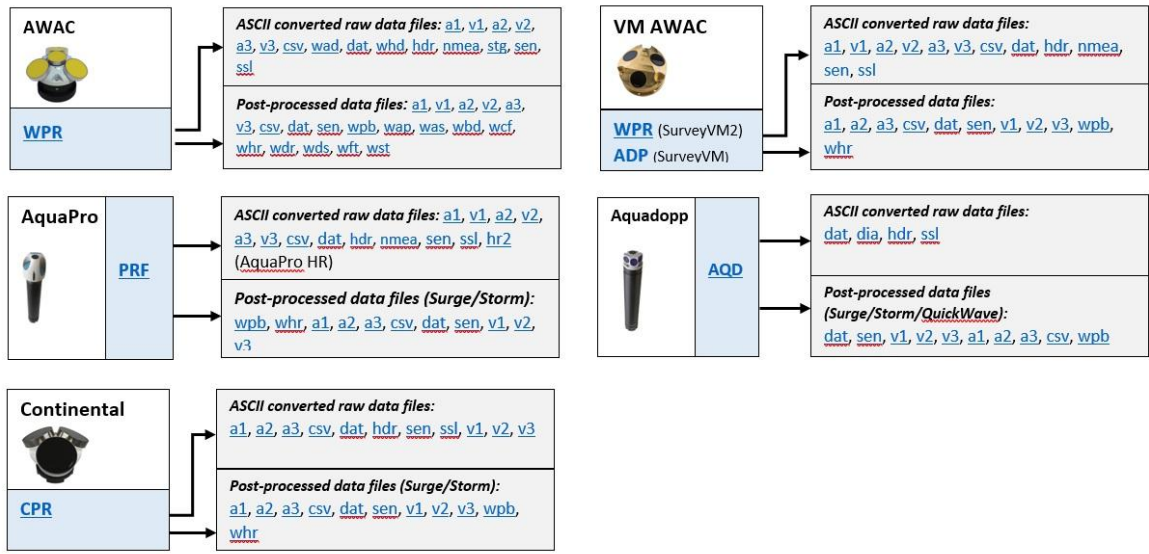 AWAC
WPR
ASCII converted raw data files: a1, v1, a2, v2,
a3, v3, csv, wad, dat, whd, hdr, nmea, stg, sen,
ssl
Post-processed data files: a1, v1, a2, v2, a3,
v3, csv, dat, sen, wpb, wap, was, wbd, wcf,
whr, wdr, wds, wft, wst
VM AWAC
WPR (SurveyVM2)
ADP (SurveyVM)
ASCII converted raw data files:
a1, v1, a2, v2, a3, v3, csv, dat, hdr, nmea,
sen, ssl
Post-processed data files:
a1, a2, a3, csv, dat, sen, v1, v2, v3, wpb,
whr
AquaPro
PRF
ASCII converted raw data files: a1, v1, a2, v2,
a3, v3, csv, dat, hdr, nmea, sen, ssl, hr2
(AquaPro HR)
Post-processed data files (Surge/Storm):
wpb, whr, a1, a2, a3, csv, dat, sen, v1, v2,
v3
Aquadopp
AQD
ASCII converted raw data files:
dat, dia, hdr, ssl
Post-processed data files
(Surge/Storm/QuickWave):
dat, sen, v1, v2, v3, a1, a2, a3, csv, wpb
Continental
CPR
ASCII converted raw data files:
a1, a2, a3, csv, dat, hdr, sen, ssl, v1, v2, v3
Post-processed data files (Surge/Storm):
a1, a2, a3, csv, dat, sen, v1, v2, v3, wpb,
whr